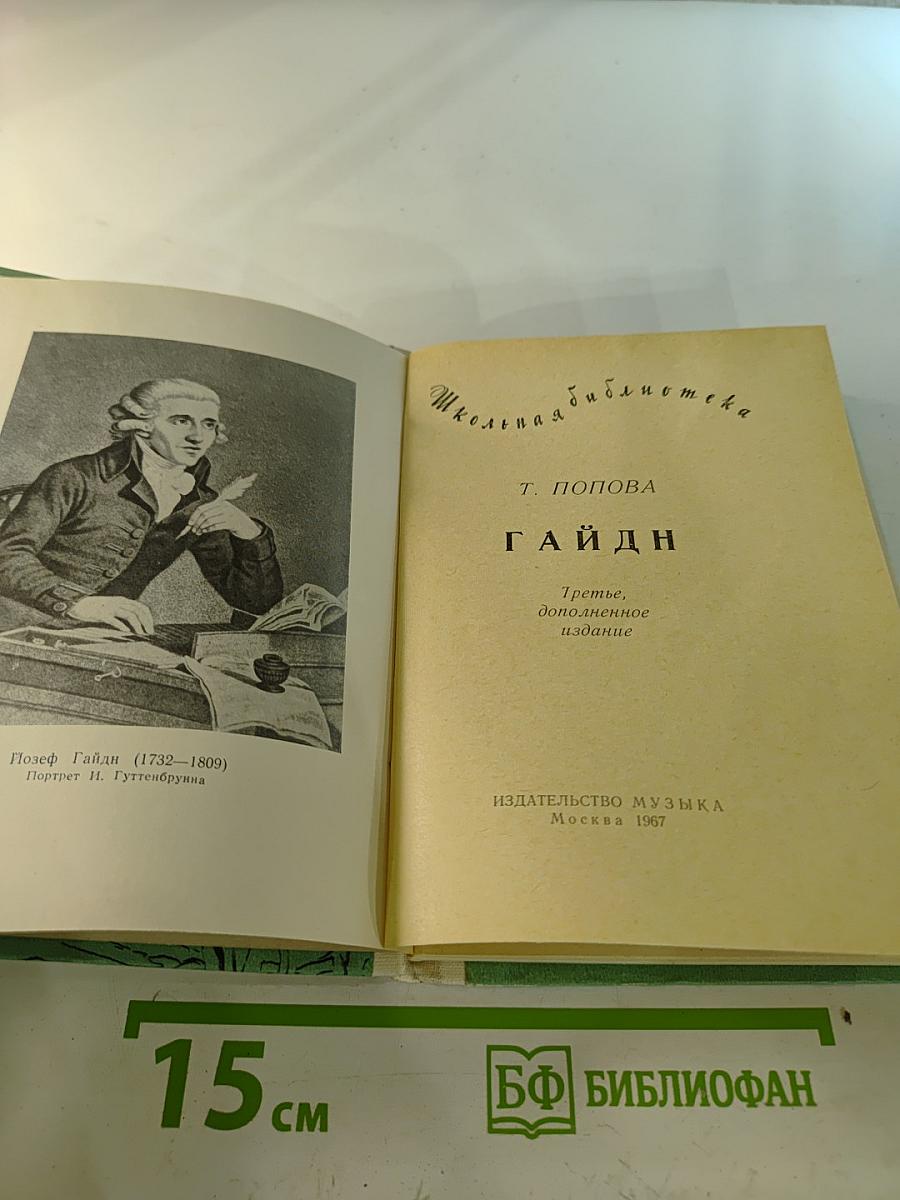 Йозеф Гайдн (1732—1809)
Портрет И. Гуттенбрунна
Школьная библиотека
Т. ПОПОВА
ГАЙДН
Третье,
дополненное
издание
ИЗДАТЕЛЬСТВО МУЗЫКА
Москва 1967
15 см
БФ БИБЛИОФАН